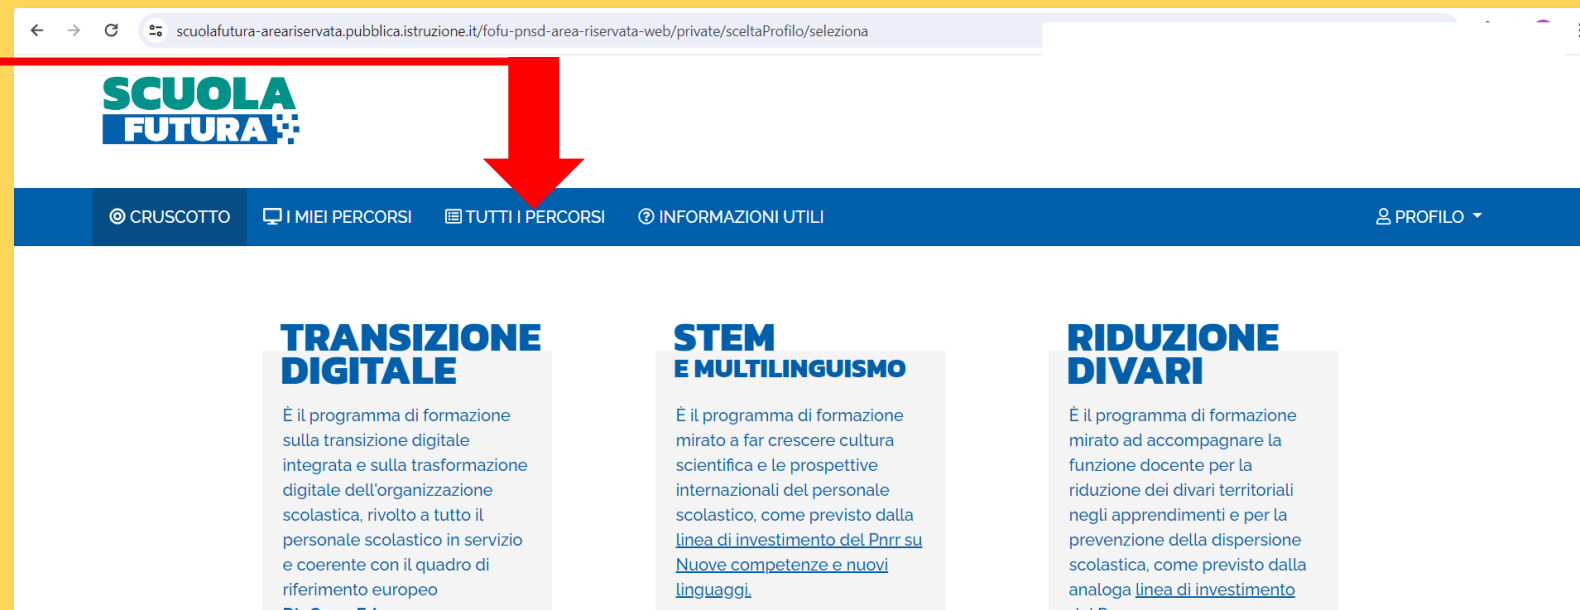 scuolafutura-areariservata.pubblica.istruzione.it/fofu-pnsd-area-riservata-web/private/sceltaProfilo/seleziona
SCUOLA
FUTURA
CRUSCOTTO
I MIEI PERCORSI
TUTTI I PERCORSI
INFORMAZIONI UTILI
PROFILO
TRANSIZIONE
DIGITALE
È il programma di formazione
sulla transizione digitale
integrata e sulla trasformazione
digitale dell'organizzazione
scolastica, rivolto a tutto il
personale scolastico in servizio
e coerente con il quadro di
riferimento europeo
STEM
E MULTILINGUISMO
È il programma di formazione
mirato a far crescere cultura
scientifica e le prospettive
internazionali del personale
scolastico, come previsto dalla
linea di investimento del Pnrr su
Nuove competenze e nuovi
linguaggi.
RIDUZIONE
DIVARI
È il programma di formazione
mirato ad accompagnare la
funzione docente per la
riduzione dei divari territoriali
negli apprendimenti e per la
prevenzione della dispersione
scolastica, come previsto dalla
analoga linea di investimento